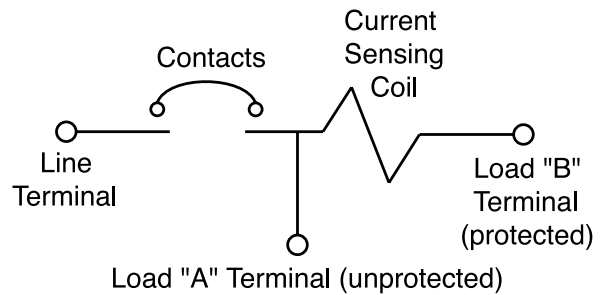 Current
Sensing
Coil
Contacts
Line
Terminal
Load "B"
Terminal
(protected)
Load "A" Terminal (unprotected)